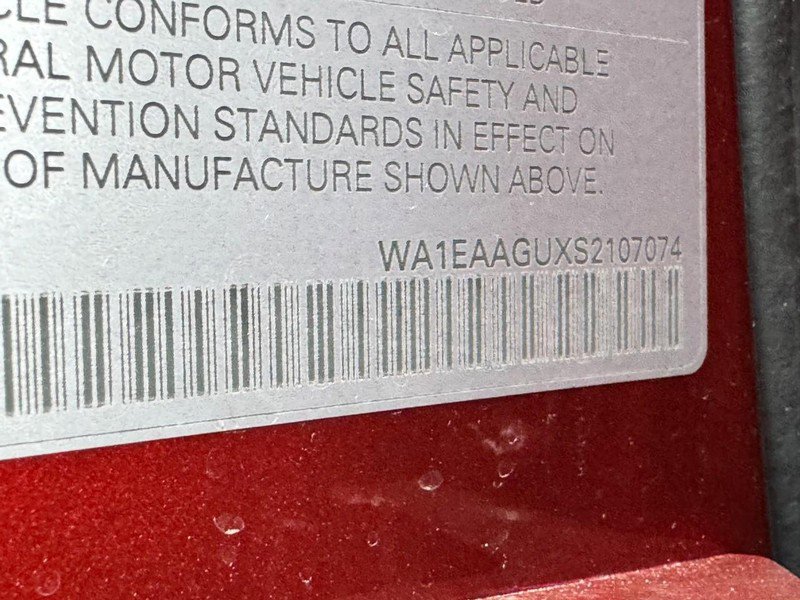 CLE CONFORMS TO ALL APPLICABLE
RAL MOTOR VEHICLE SAFETY AND
EVENTION STANDARDS IN EFFECT ON
OF MANUFACTURE SHOWN ABOVE.
WA1EAAGUXS2107074